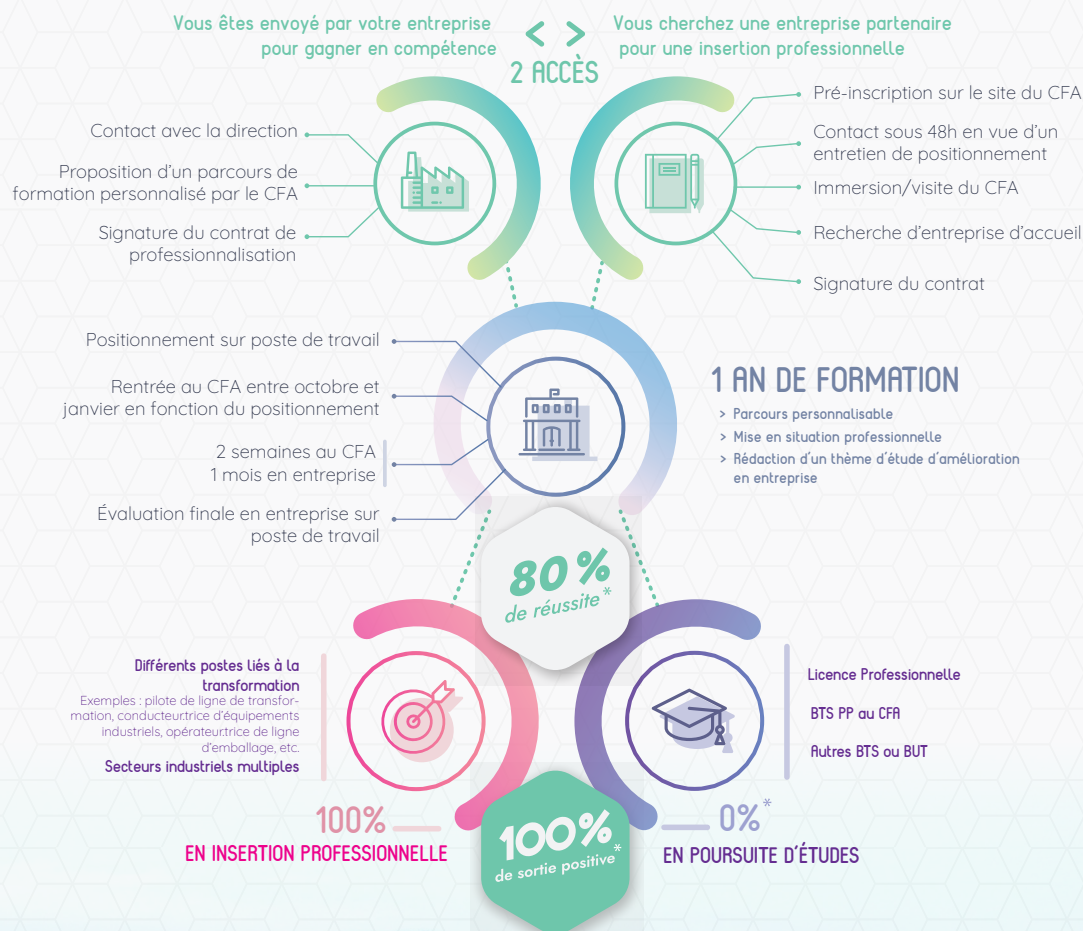 Vous êtes envoyé par votre entreprise
pour gagner en compétence
< >
2 ACCÈS
Vous cherchez une entreprise partenaire
pour une insertion professionnelle
Contact avec la direction
Proposition d'un parcours de
formation personnalisé par le CFA
Signature du contrat de
professionnalisation
Pré-inscription sur le site du CFA
Contact sous 48h en vue d'un
entretien de positionnement
Immersion/visite du CFA
Recherche d'entreprise d'accueil
Signature du contrat
Positionnement sur poste de travail
Rentrée au CFA entre octobre et
janvier en fonction du positionnement
2 semaines au CFA
1 mois en entreprise
Évaluation finale en entreprise sur
poste de travail
1 AN DE FORMATION
> Parcours personnalisable
> Mise en situation professionnelle
> Rédaction d'un thème d'étude d'amélioration
en entreprise
80 %
de réussite*
Différents postes liés à la
transformation
Exemples : pilote de ligne de transfor-
mation, conducteur.trice d'équipements
industriels, opérateur.trice de ligne
d'emballage, etc.
Secteurs industriels multiples
Licence Professionnelle
BTS PP au CFA
Autres BTS ou BUT
100%
EN INSERTION PROFESSIONNELLE
100%
de sortie positive*
0%*
EN POURSUITE D'ÉTUDES